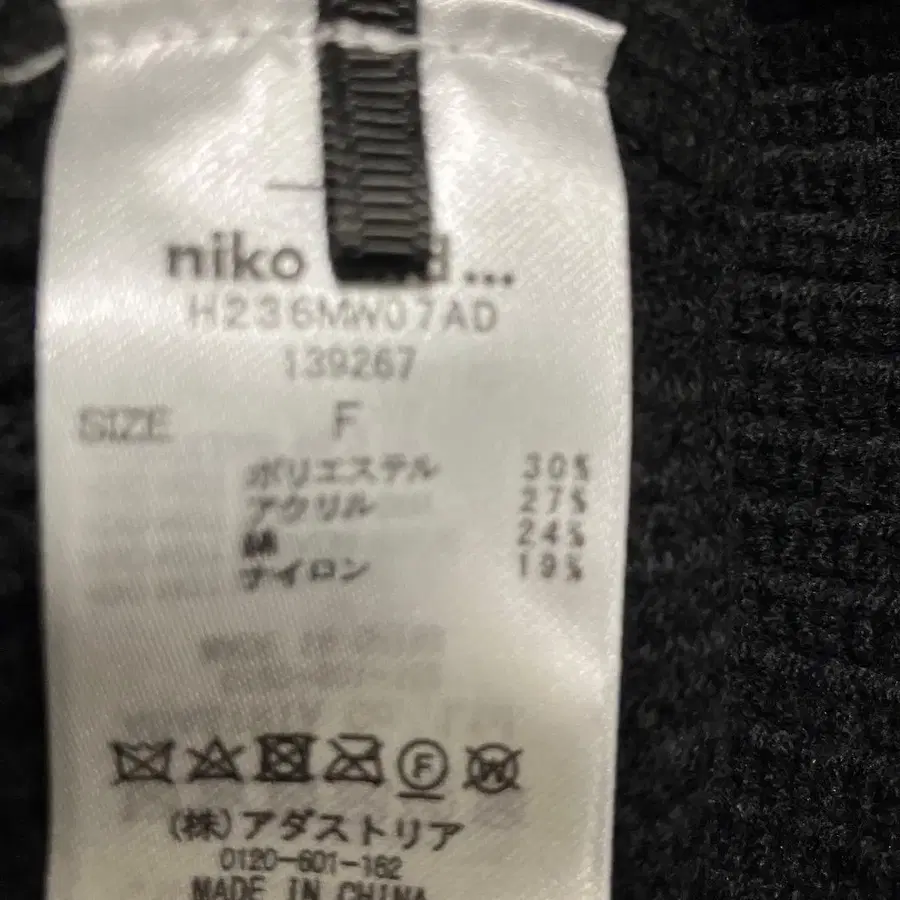 niko and...
H236MW07AD
139267
SIZE F
ポリエステル 30%
アクリル 27%
綿 24%
ナイロン 19%
F W
(株)アダストリア
0120-601-162
MADE IN CHINA